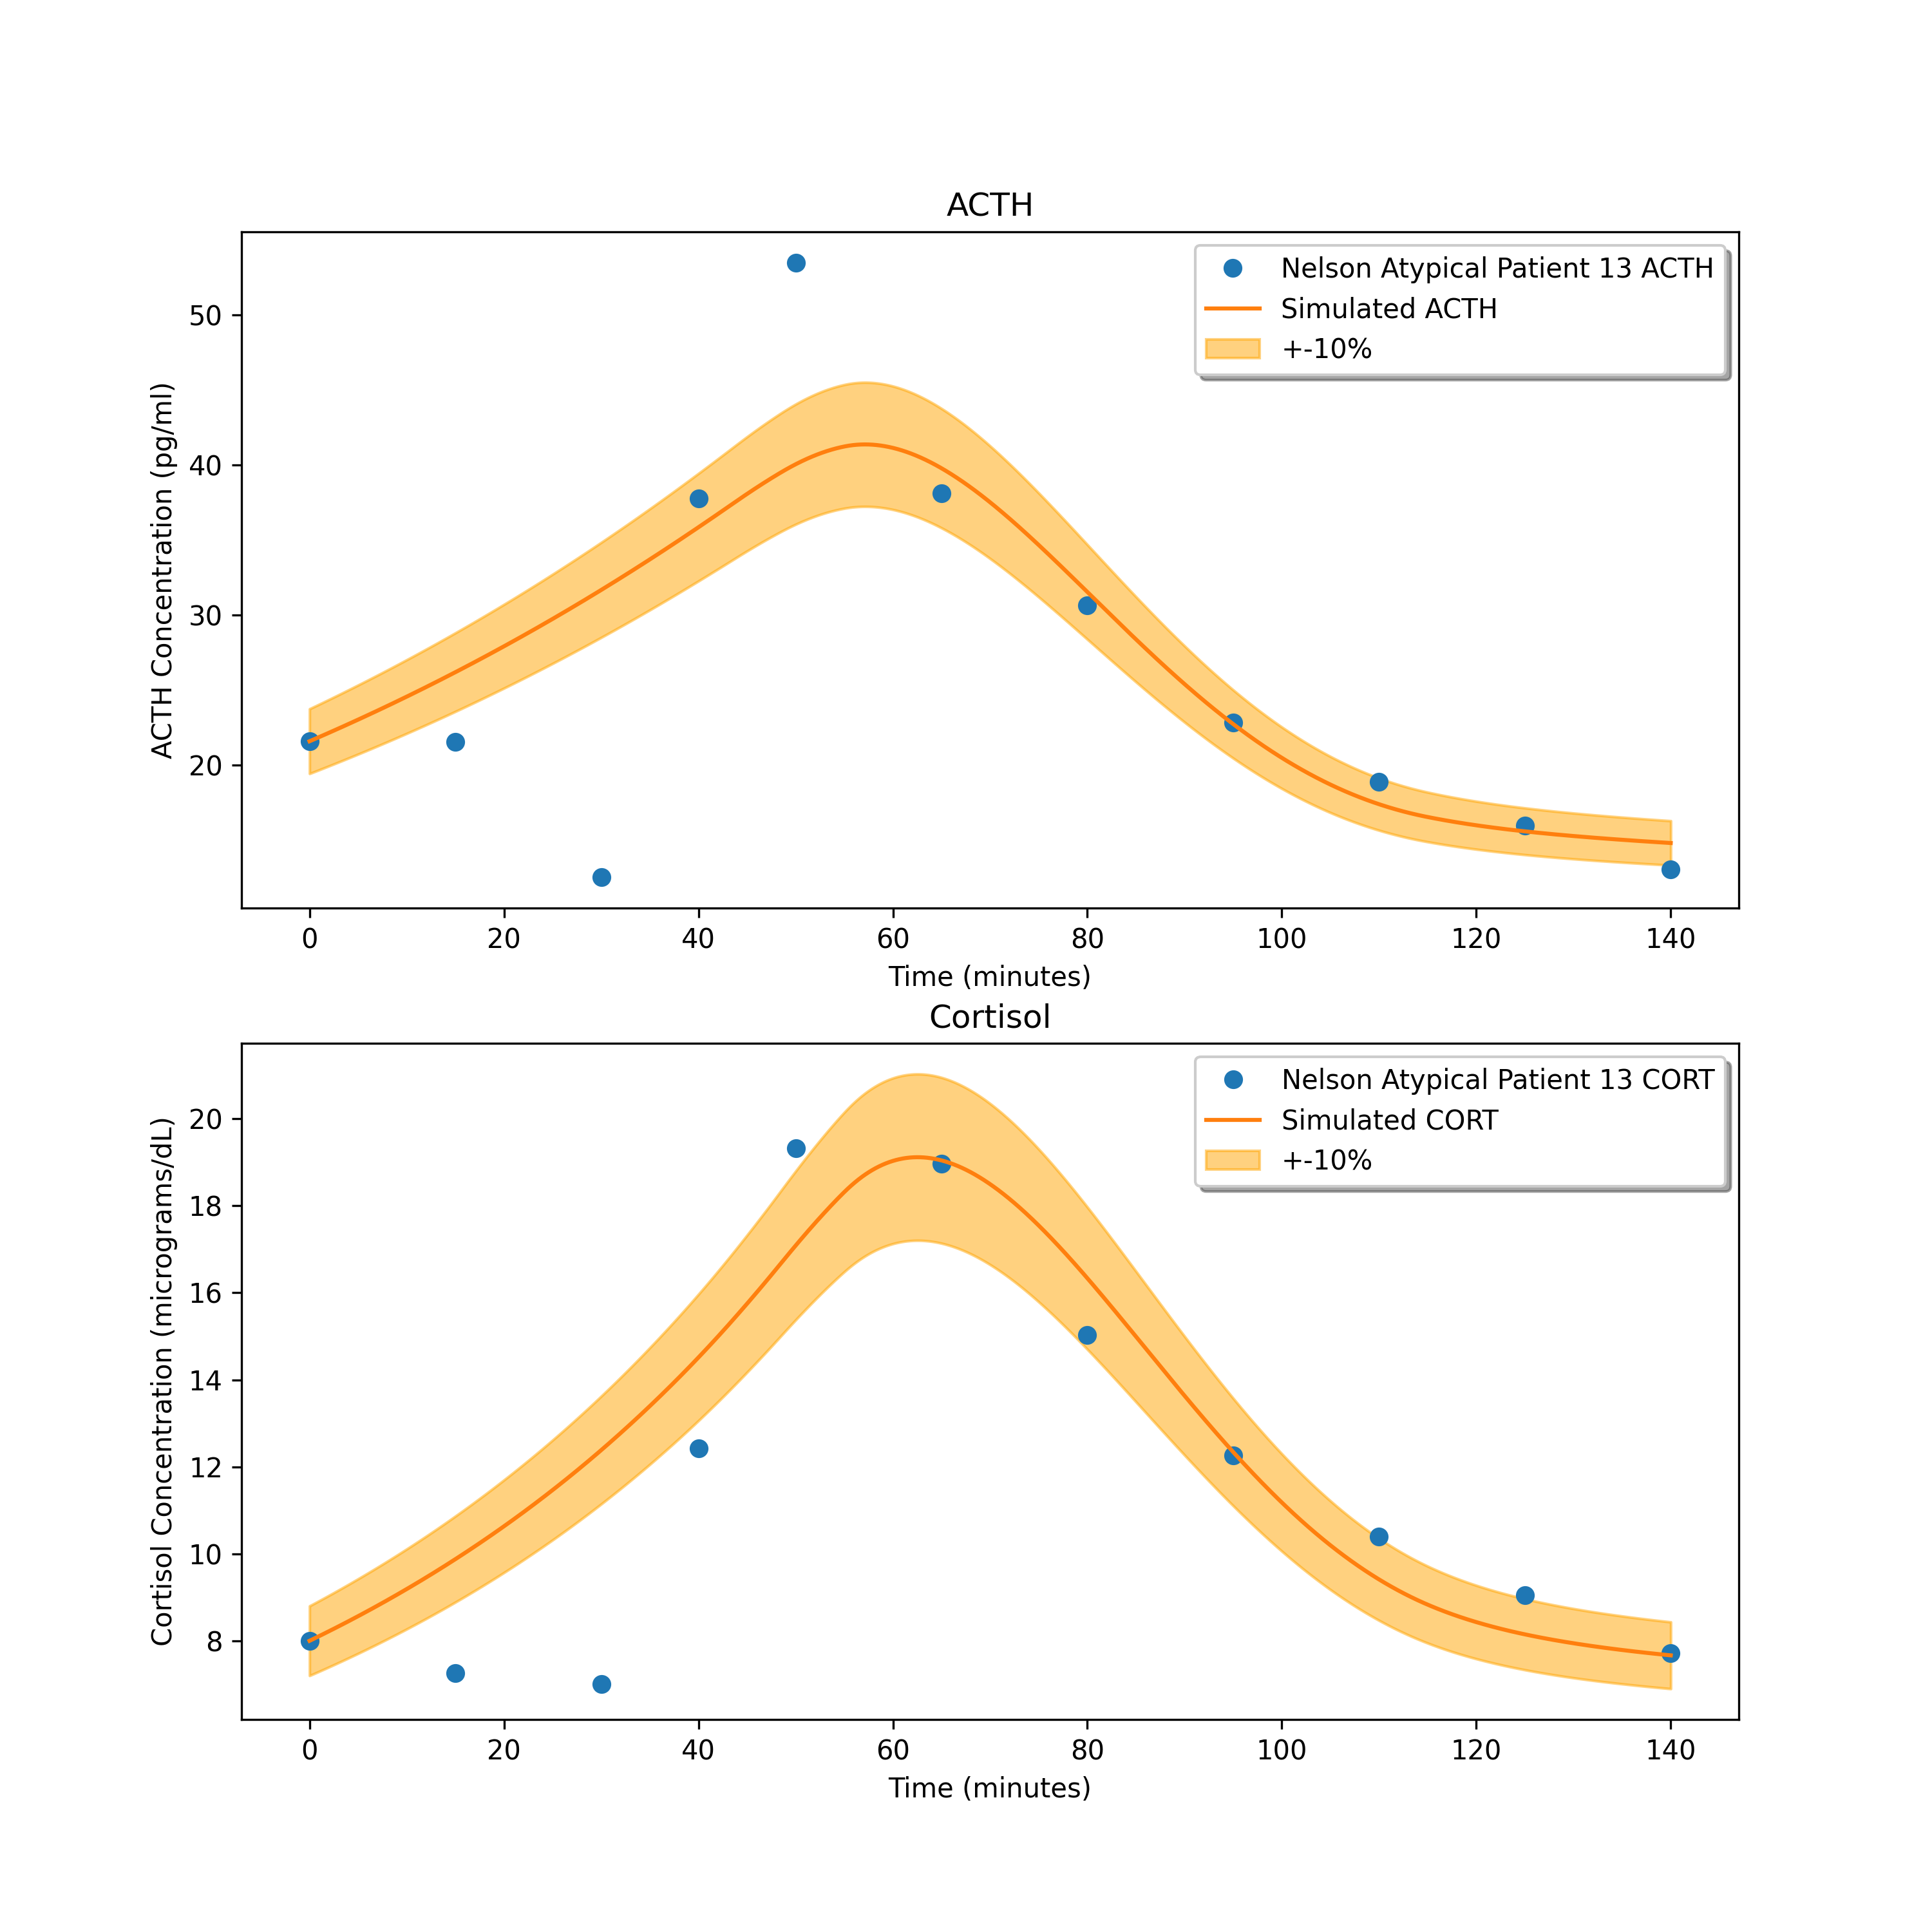 ACTH
Nelson Atypical Patient 13 ACTH
Simulated ACTH
+-10%
ACTH Concentration (pg/ml)
50
40
30
20
0 20 40 60 80 100 120 140
Time (minutes)
Cortisol
Nelson Atypical Patient 13 CORT
Simulated CORT
+-10%
Cortisol Concentration (micrograms/dL)
20
18
16
14
12
10
8
0 20 40 60 80 100 120 140
Time (minutes)